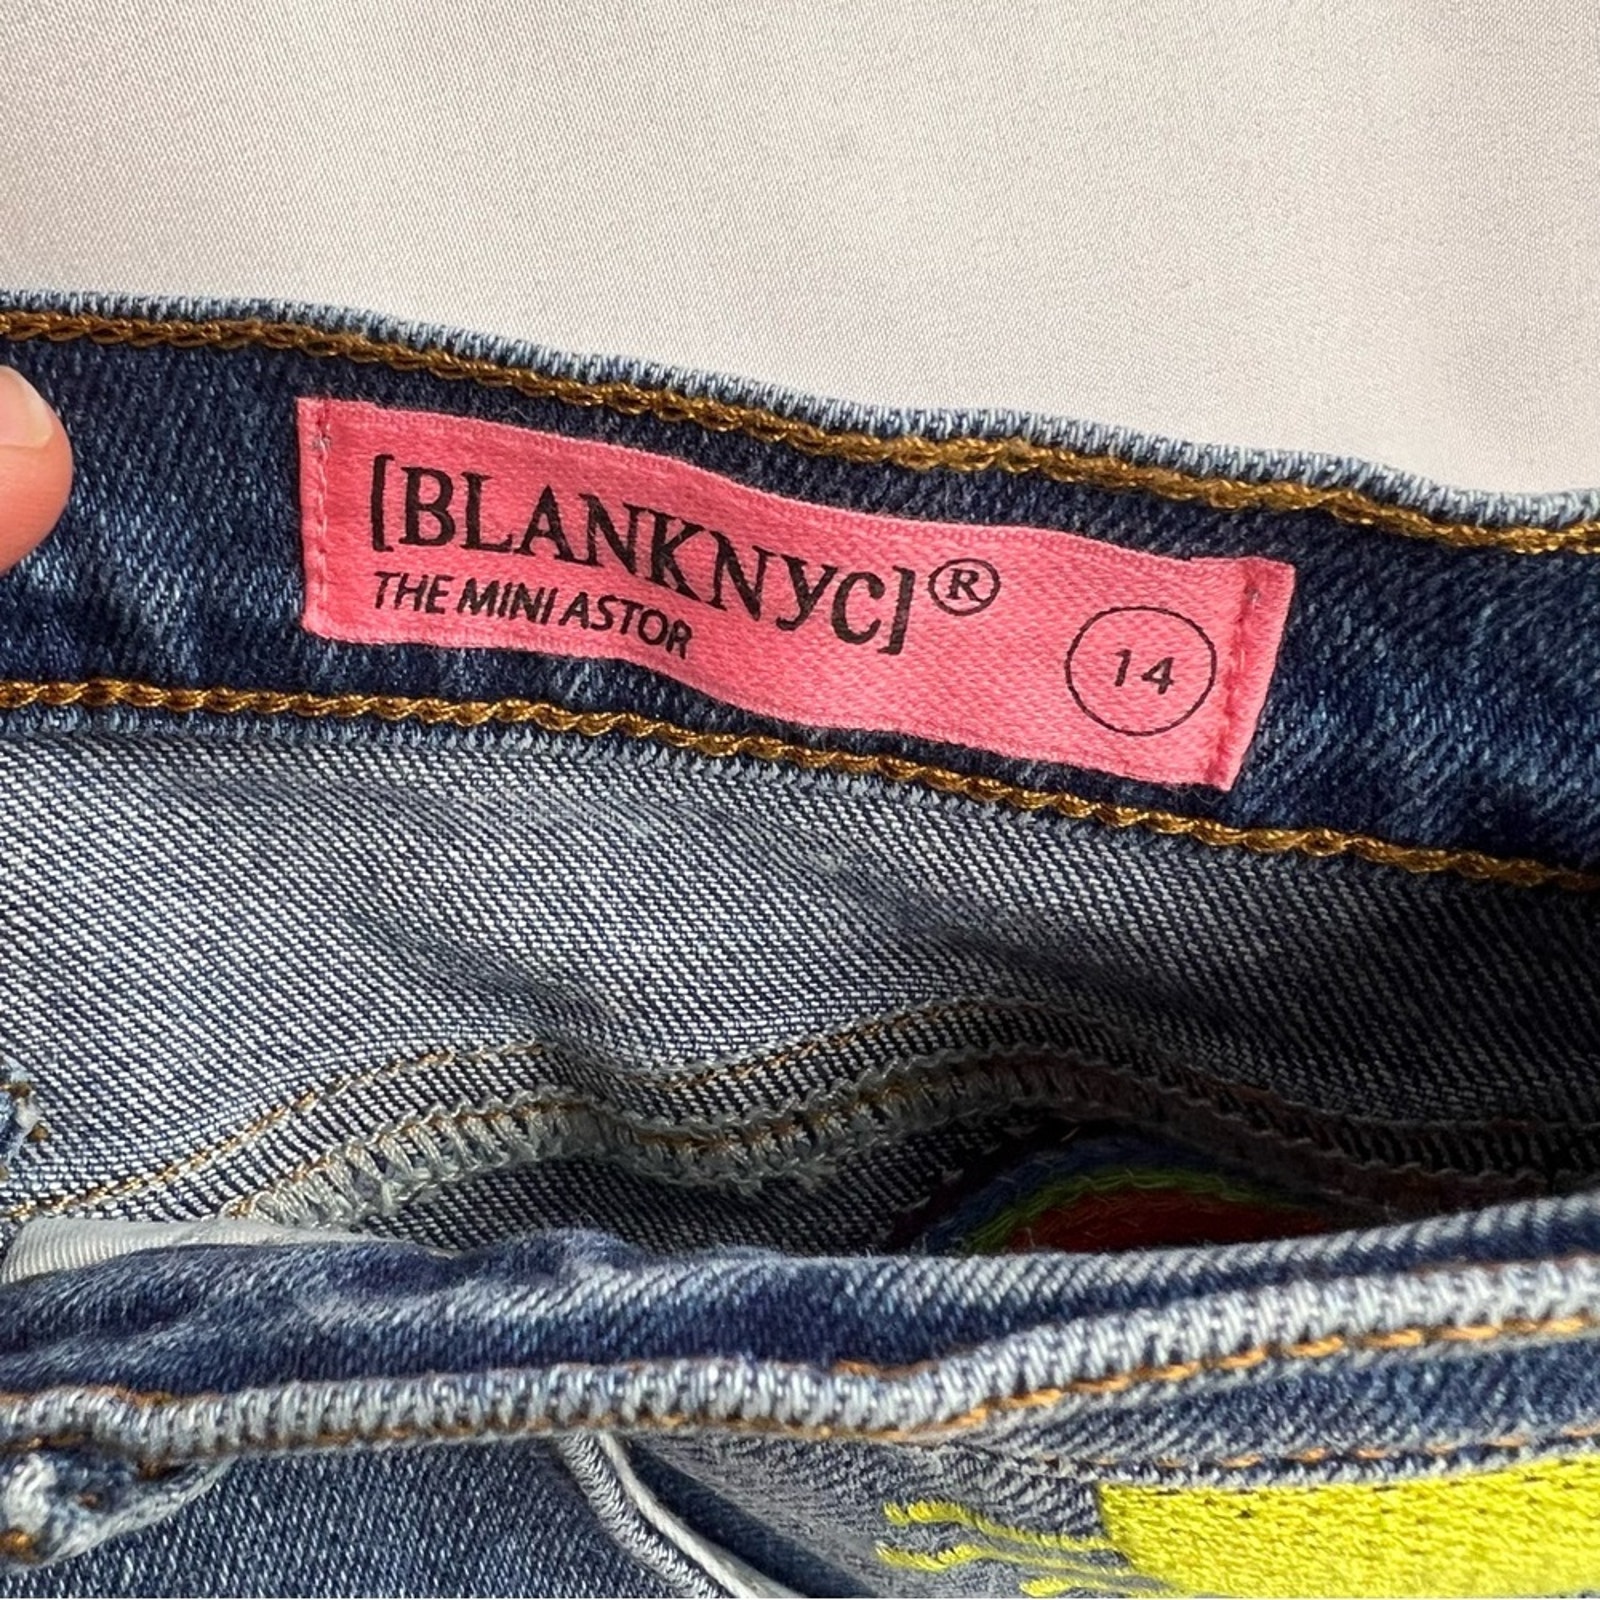 [BLANKNYC]®
THE MINI ASTOR
14